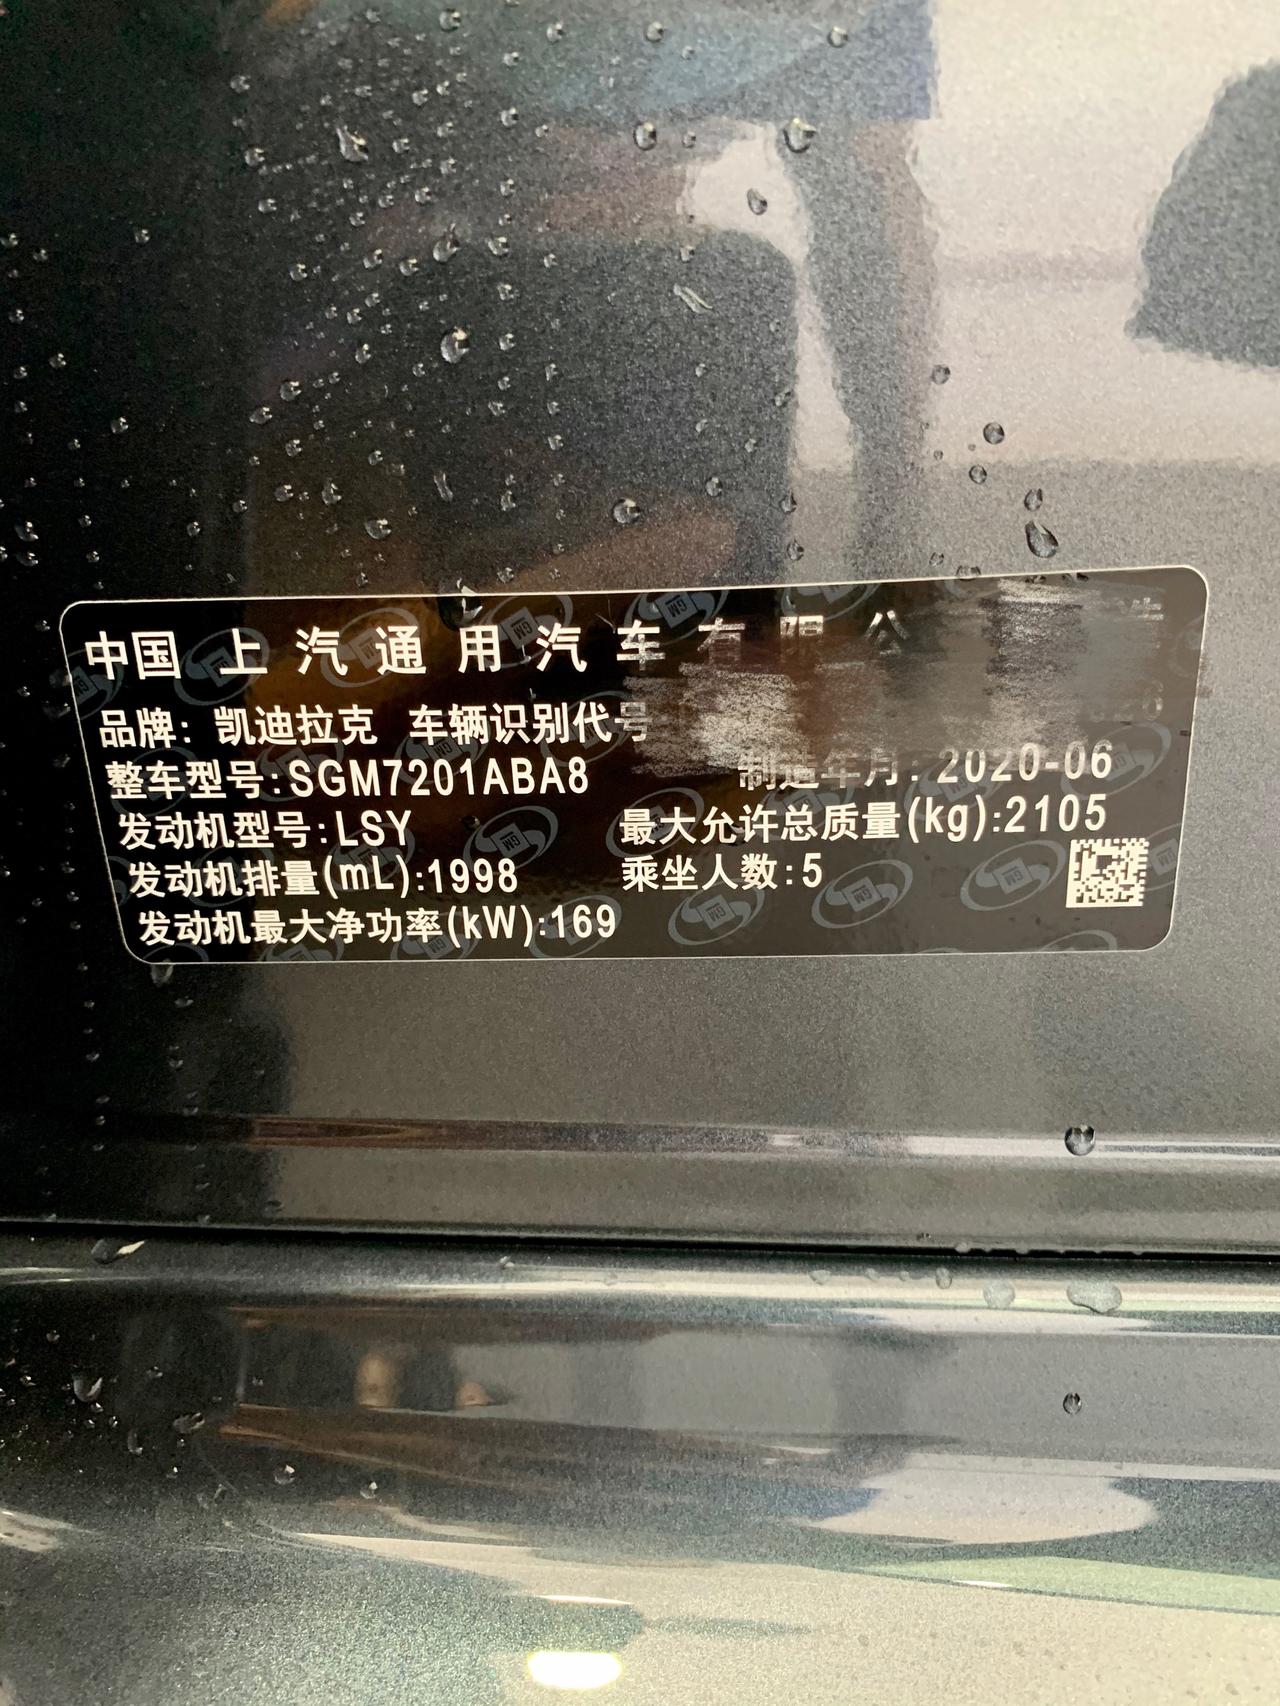 中国 上 汽 通 用 汽 车 有 限 公
品牌: 凯迪拉克 车辆识别代号
整车型号:SGM7201ABA8 制造年月: 2020-06
发动机型号:LSY 最大允许总质量(kg):2105
发动机排量(mL):1998 乘坐人数:5
发动机最大净功率(kW):169